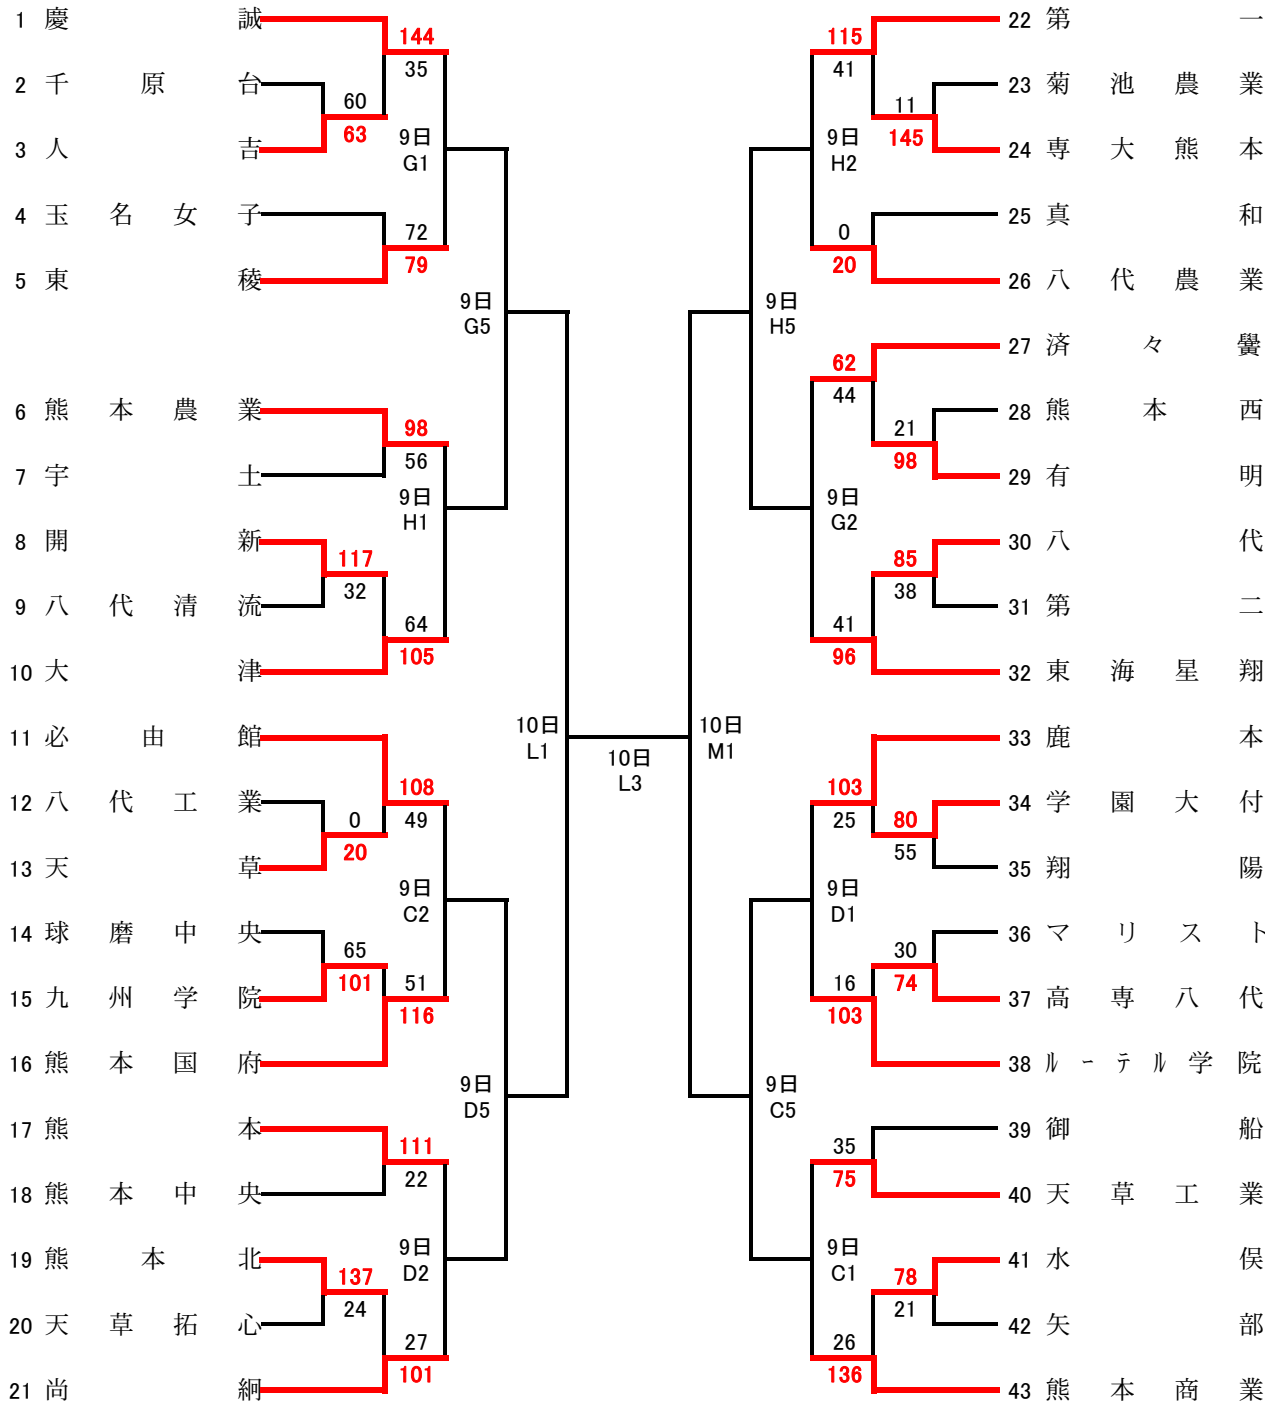 1 慶誠
144
35
2 千原台
60
63
3 人吉
9日
G1
4 玉名女子
72
79
5 東稜
9日
G5
6 熊本農業
98
56
7 宇土
9日
H1
8 開新
117
32
9 八代清流
64
105
10 大津
11 必由館
108
49
12 八代工業
0
20
13 天草
9日
C2
14 球磨中央
65
101
15 九州学院
51
116
16 熊本国府
9日
D5
17 熊本
111
22
18 熊本中央
19 熊本北
9日
D2
137
24
20 天草拓心
27
101
21 尚絅
10日
L1
10日
L3
10日
M1
22 第一
115
41
23 菊池農業
11
145
24 専大熊本
9日
H2
25 真和
0
20
26 八代農業
9日
H5
27 済々黌
62
44
28 熊本西
21
98
29 有明
9日
G2
30 八代
85
38
31 第二
41
96
32 東海星翔
33 鹿本
103
25
34 学園大付
80
55
35 翔陽
9日
D1
36 マリスト
30
74
37 高専八代
16
103
38 ルーテル学院
9日
C5
39 御船
35
75
40 天草工業
9日
C1
41 水俣
78
21
42 矢部
26
136
43 熊本商業